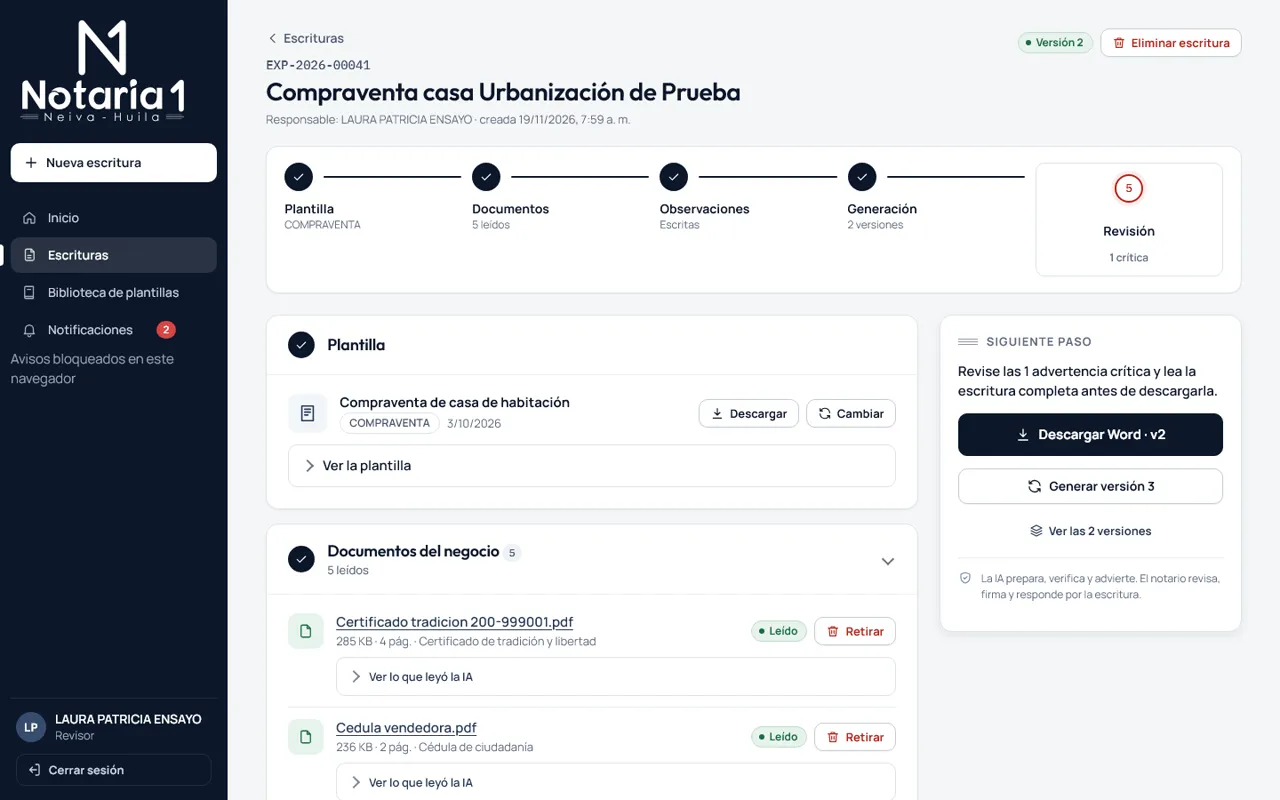 Notaría 1
Neiva - Huila
Nueva escritura
Inicio
Escrituras
Biblioteca de plantillas
Notificaciones 2
Avisos bloqueados en este
navegador
LP
LAURA PATRICIA ENSAYO
Revisor
Cerrar sesión
Escrituras
Versión 2
Eliminar escritura
EXP-2026-00041
Compraventa casa Urbanización de Prueba
Responsable: LAURA PATRICIA ENSAYO · creada 19/11/2026, 7:59 a. m.
Plantilla
COMPRAVENTA
Documentos
5 leídos
Observaciones
Escritas
Generación
2 versiones
5
Revisión
1 crítica
Plantilla
Compraventa de casa de habitación
COMPRAVENTA 3/10/2026
Descargar
Cambiar
Ver la plantilla
Documentos del negocio 5
5 leídos
Certificado tradicion 200-999001.pdf
285 KB · 4 pág. · Certificado de tradición y libertad
Leído
Retirar
Ver lo que leyó la IA
Cedula vendedora.pdf
236 KB · 2 pág. · Cédula de ciudadanía
Leído
Retirar
Ver lo que leyó la IA
SIGUIENTE PASO
Revise las 1 advertencia crítica y lea la
escritura completa antes de descargarla.
Descargar Word · v2
Generar versión 3
Ver las 2 versiones
La IA prepara, verifica y advierte. El notario revisa,
firma y responde por la escritura.